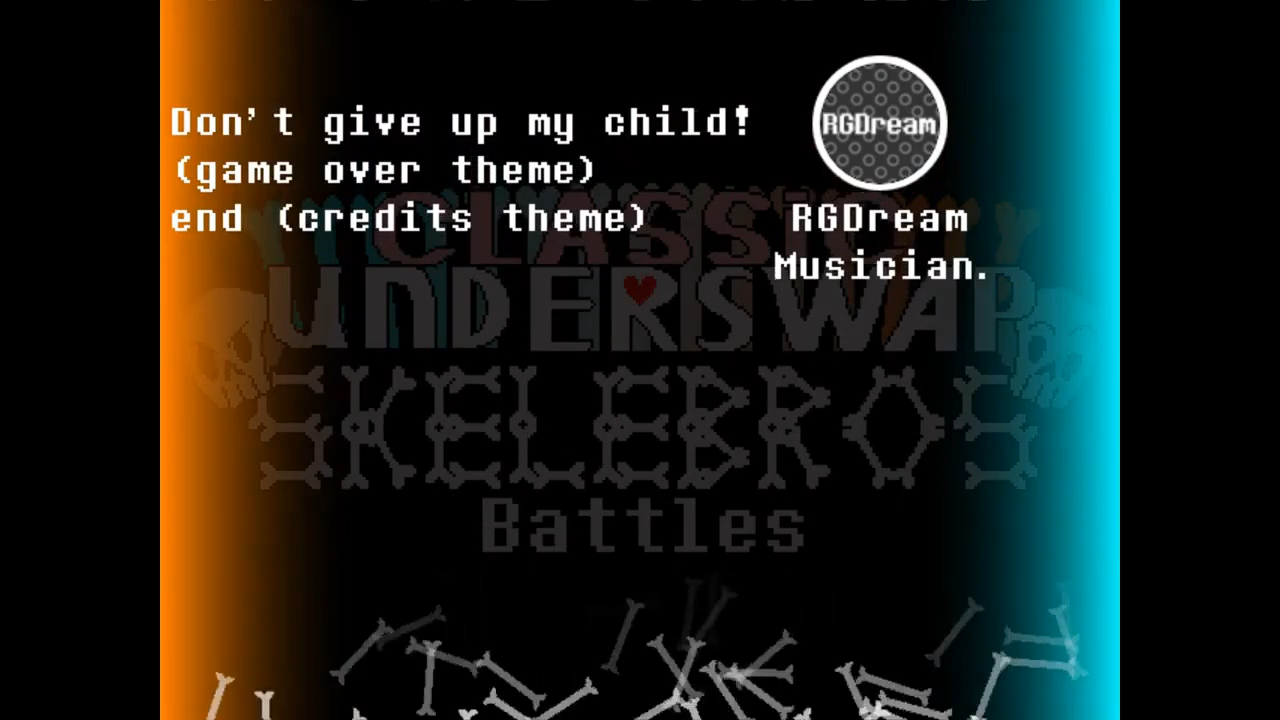 Don't give up my child!
(game over theme)
end (credits theme)
RGDream
RGDream
Musician.
CLASSIC
UNDERSWAP
SKELEBROS
Battles